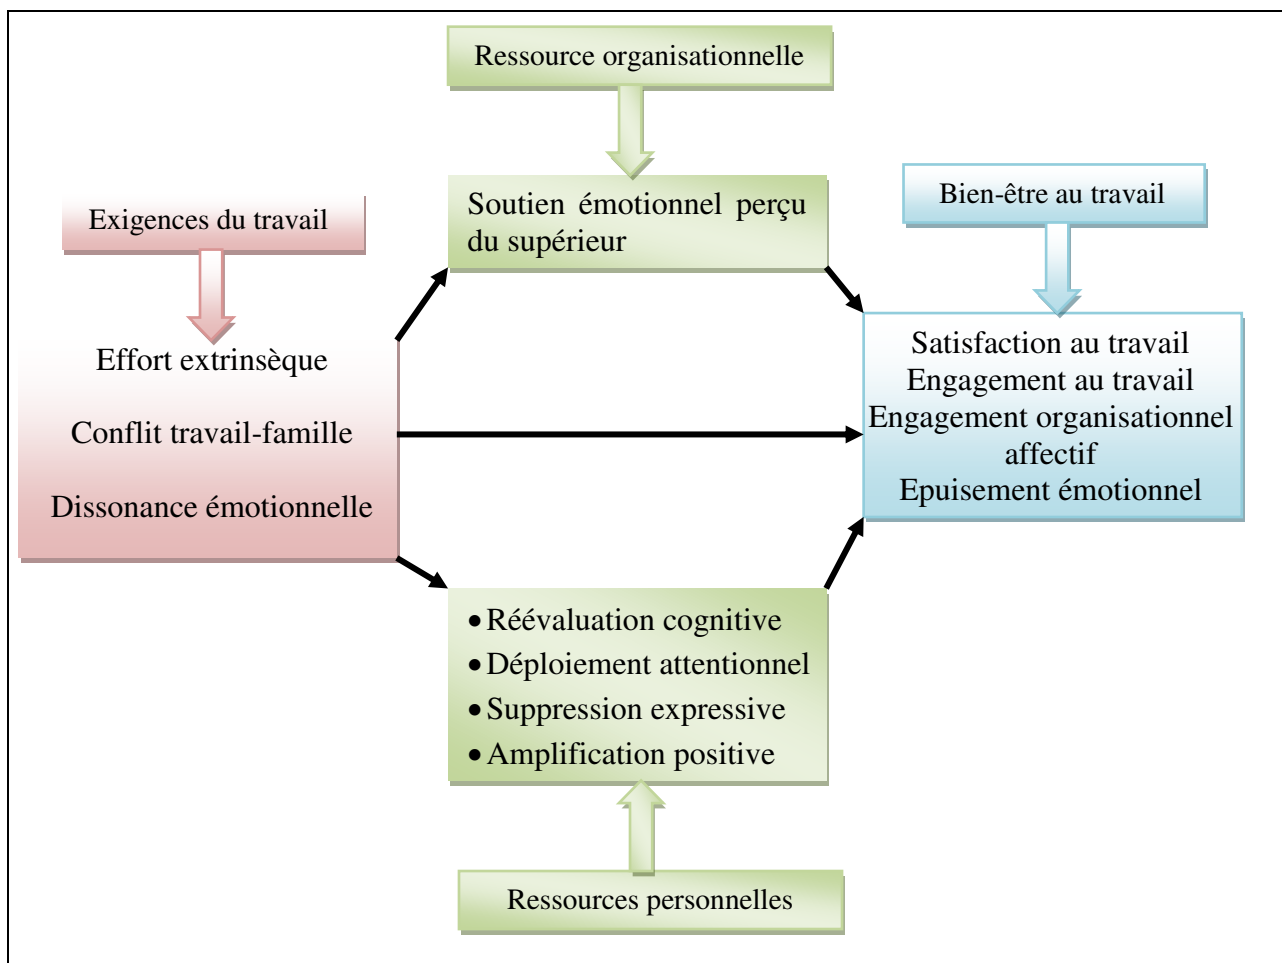 Ressource organisationnelle
Soutien émotionnel perçu
du supérieur
Exigences du travail
Bien-être au travail
Effort extrinsèque
Conflit travail-famille
Dissonance émotionnelle
Satisfaction au travail
Engagement au travail
Engagement organisationnel
affectif
Epuisement émotionnel
• Réévaluation cognitive
• Déploiement attentionnel
• Suppression expressive
• Amplification positive
Ressources personnelles